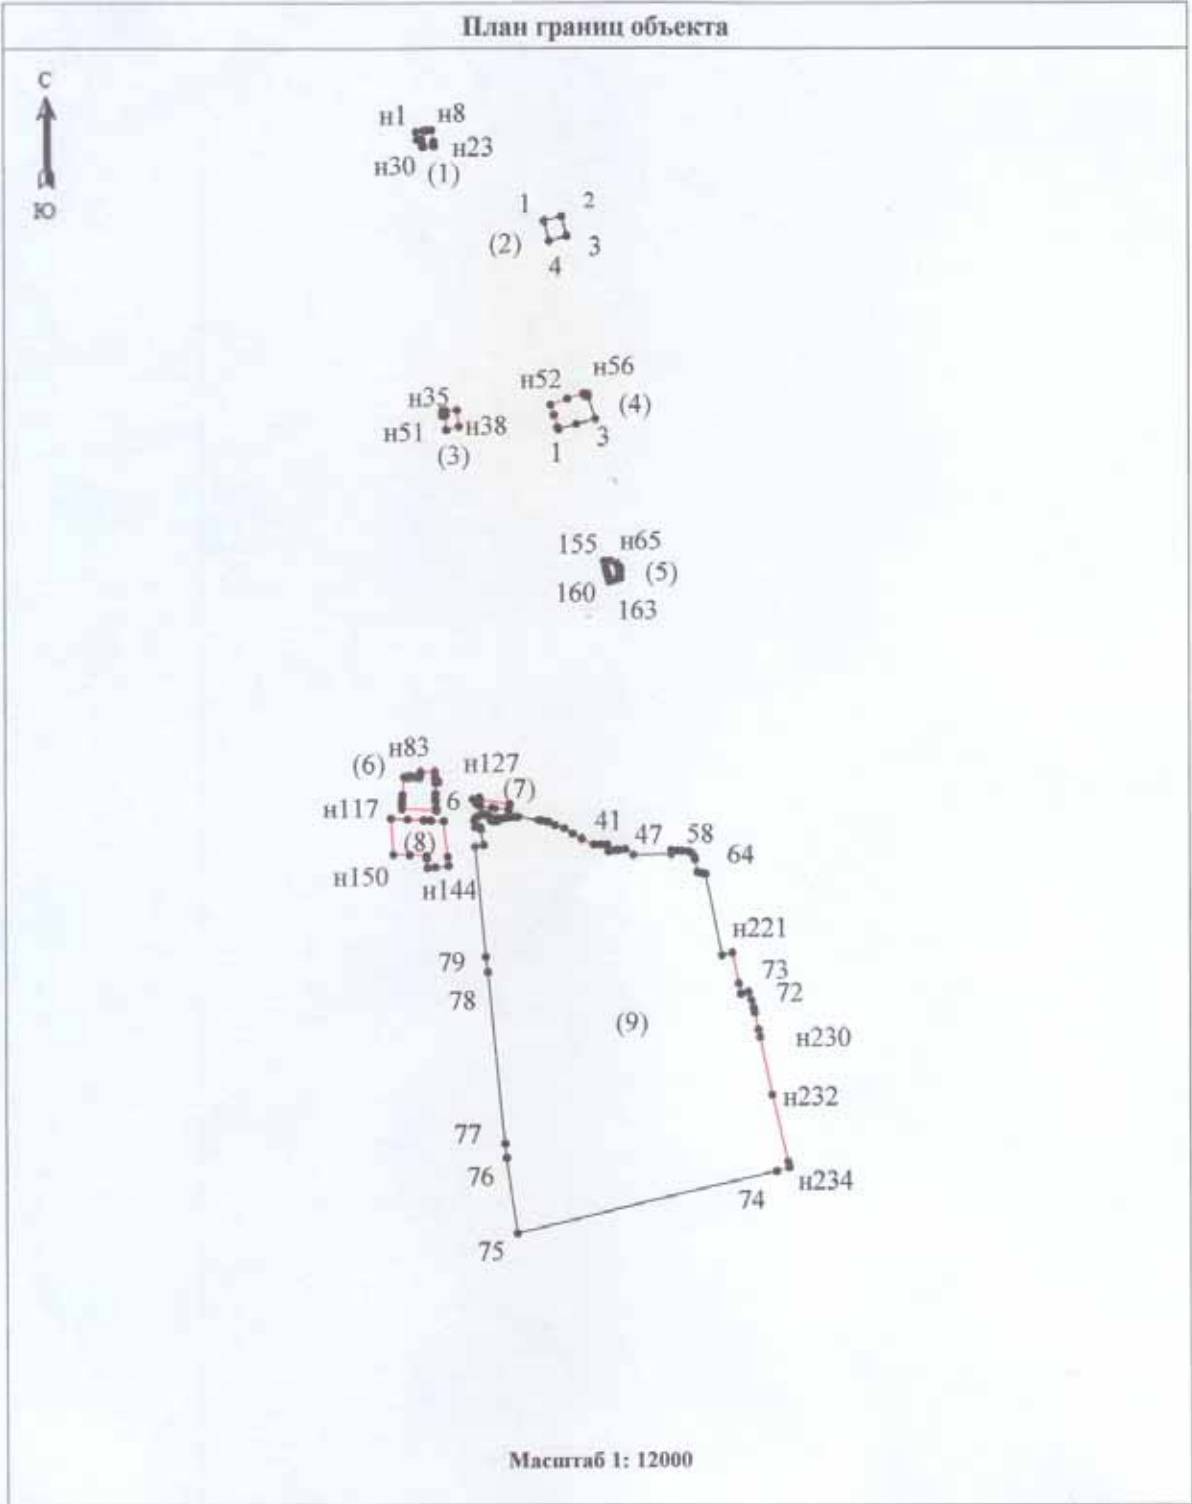 План границ объекта
С
Ю
н1 н8
н30 н23
(1)
1 2
(2) 3
4
н52 н56
(4)
н35
н51 н38
(3)
1 3
155 н65
(5)
160 163
н83
(6)
н127
(7)
н117 6
(8)
41 47 58
64
н150
н144
н221
79
73
78 72
(9)
н230
н232
77
76
74 н234
75
Масштаб 1: 12000